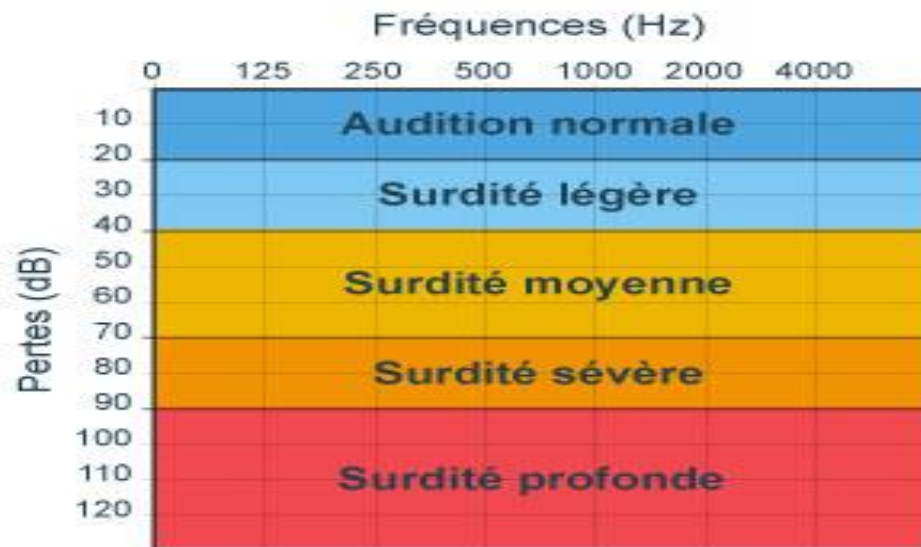 Fréquences (Hz)
0 125 250 500 1000 2000 4000
Pertes (dB)
10
Audition normale
20
30
Surdité légère
40
50
Surdité moyenne
60
70
80
Surdité sévère
90
100
110
Surdité profonde
120